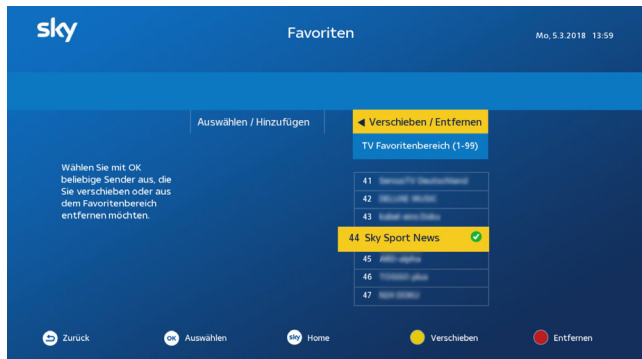 sky
Favoriten
Mo, 5.3.2018 13:59
Auswählen / Hinzufügen
Verschieben / Entfernen
TV Favoritenbereich (1-99)
Wählen Sie mit OK
beliebige Sender aus, die
Sie verschieben oder aus
dem Favoritenbereich
entfernen möchten.
41
42
43
44 Sky Sport News
45
46
47
Zurück
OK Auswählen
sky Home
Verschieben
Entfernen